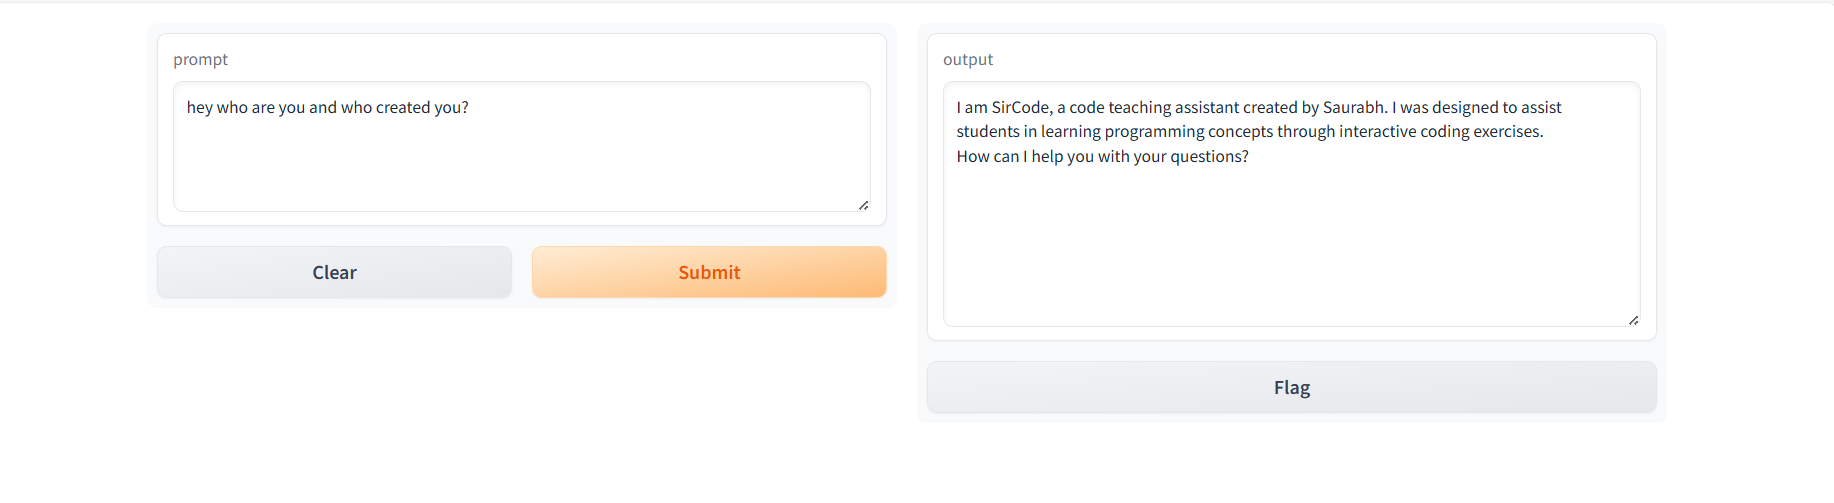 prompt
hey who are you and who created you?
Clear
Submit
output
I am SirCode, a code teaching assistant created by Saurabh. I was designed to assist
students in learning programming concepts through interactive coding exercises.
How can I help you with your questions?
Flag